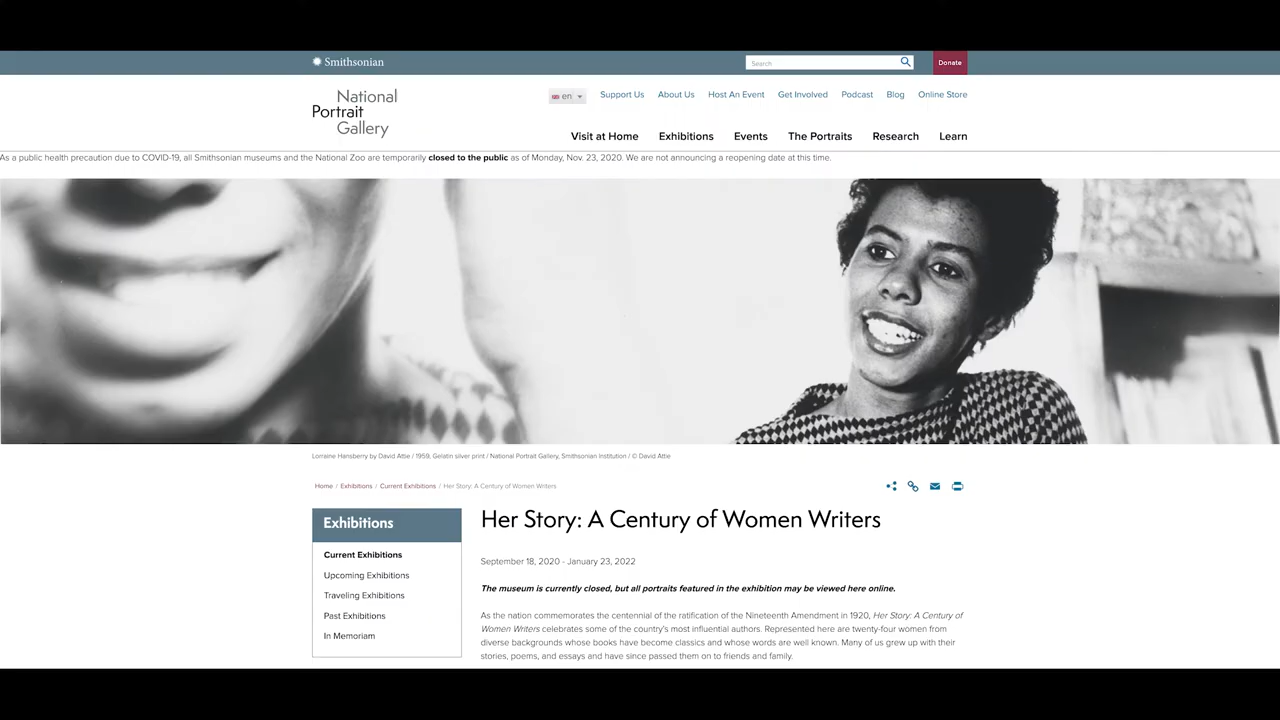 Smithsonian
Search
Donate
National
Portrait
Gallery
en
Support Us
About Us
Host An Event
Get Involved
Podcast
Blog
Online Store
Visit at Home
Exhibitions
Events
The Portraits
Research
Learn
As a public health precaution due to COVID-19, all Smithsonian museums and the National Zoo are temporarily closed to the public as of Monday, Nov. 23, 2020. We are not announcing a reopening date at this time.
Lorraine Hansberry by David Attie / 1959, Gelatin silver print / National Portrait Gallery, Smithsonian Institution / © David Attie
Home / Exhibitions / Current Exhibitions / Her Story: A Century of Women Writers
Exhibitions
Current Exhibitions
Upcoming Exhibitions
Traveling Exhibitions
Past Exhibitions
In Memoriam
Her Story: A Century of Women Writers
September 18, 2020 - January 23, 2022
The museum is currently closed, but all portraits featured in the exhibition may be viewed here online.
As the nation commemorates the centennial of the ratification of the Nineteenth Amendment in 1920, Her Story: A Century of
Women Writers celebrates some of the country's most influential authors. Represented here are twenty-four women from
diverse backgrounds whose books have become classics and whose words are well known. Many of us grew up with their
stories, poems, and essays and have since passed them on to friends and family.